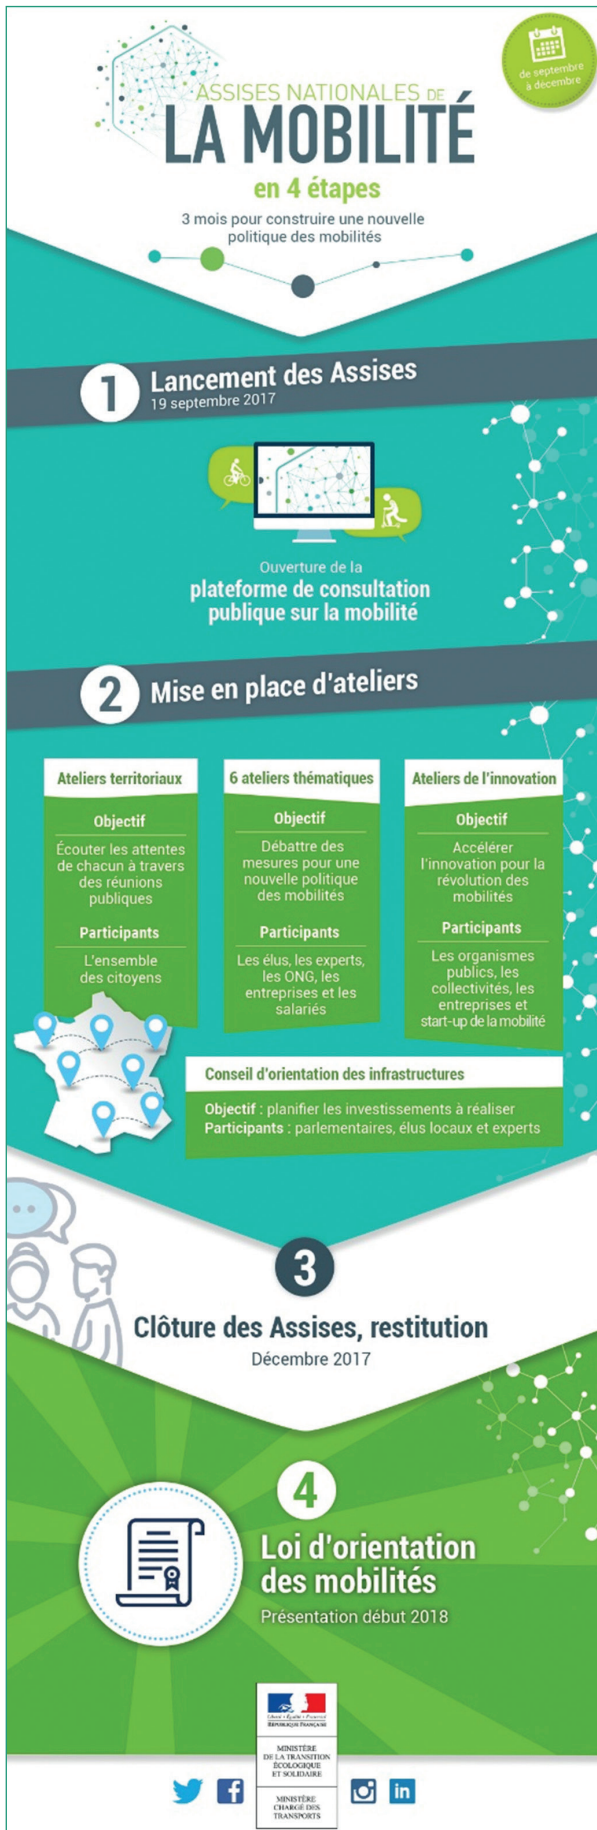 de septembre
à décembre
ASSISES NATIONALES DE
LA MOBILITÉ
en 4 étapes
3 mois pour construire une nouvelle
politique des mobilités
1
Lancement des Assises
19 septembre 2017
Ouverture de la
plateforme de consultation
publique sur la mobilité
2
Mise en place d'ateliers
Ateliers territoriaux
Objectif
Écouter les attentes
de chacun à travers
des réunions
publiques
Participants
L'ensemble
des citoyens
6 ateliers thématiques
Objectif
Débattre des
mesures pour une
nouvelle politique
des mobilités
Participants
Les élus, les experts,
les ONG, les
entreprises et les
salariés
Ateliers de l'innovation
Objectif
Accélérer
l'innovation pour la
révolution des
mobilités
Participants
Les organismes
publics, les
collectivités, les
entreprises et
start-up de la mobilité
Conseil d'orientation des infrastructures
Objectif : planifier les investissements à réaliser
Participants : parlementaires, élus locaux et experts
3
Clôture des Assises, restitution
Décembre 2017
4
Loi d'orientation
des mobilités
Présentation début 2018
Liberté • Égalité • Fraternité
RÉPUBLIQUE FRANÇAISE
MINISTÈRE
DE LA TRANSITION
ÉCOLOGIQUE
ET SOLIDAIRE
MINISTÈRE
CHARGÉ DES
TRANSPORTS